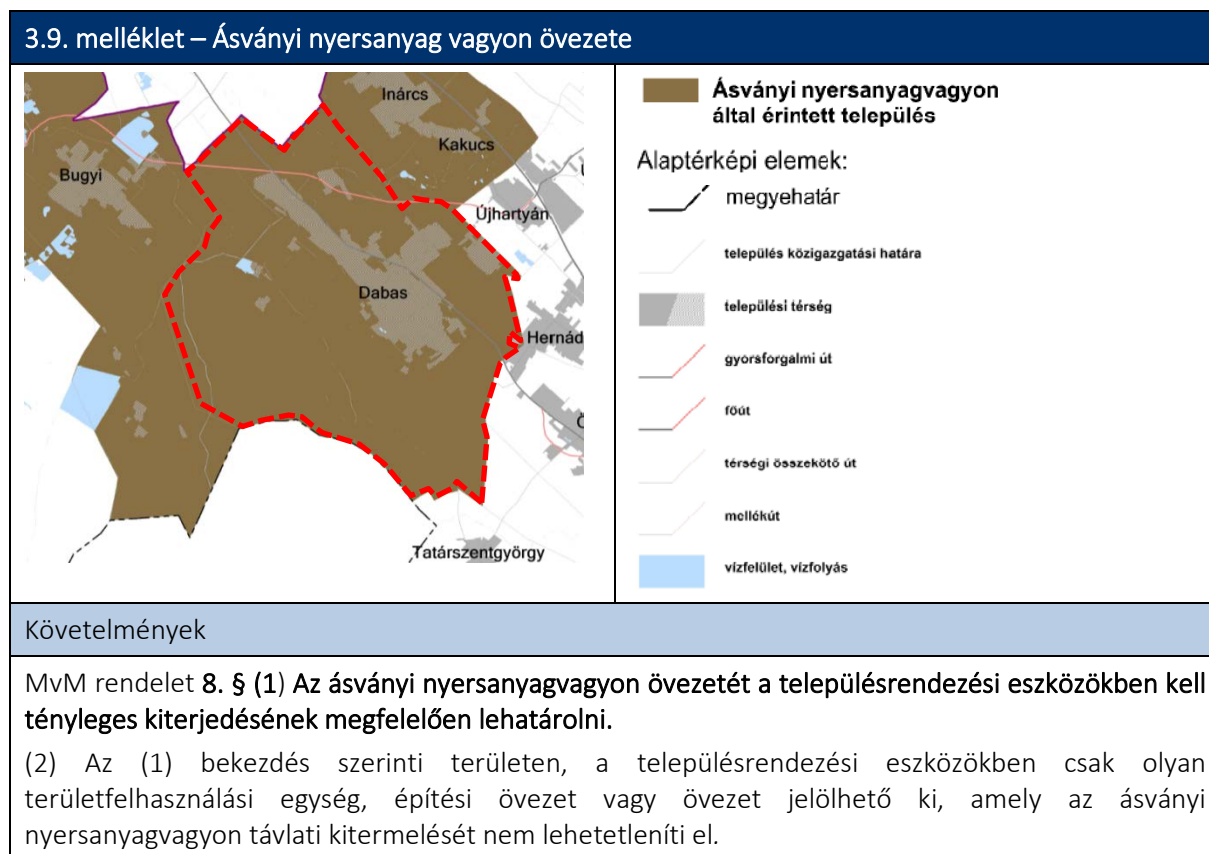 3.9. melléklet – Ásványi nyersanyag vagyon övezete
Inárcs
Kakucs
Bugyi
Újhartyán
Dabas
Hernád
Tatárszentgyörgy
Ásványi nyersanyagvagyon
által érintett település
Alaptérképi elemek:
megyehatár
település közigazgatási határa
települési térség
gyorsforgalmi út
főút
térségi összekötő út
mellékút
vízfelület, vízfolyás
Követelmények
MvM rendelet 8. § (1) Az ásványi nyersanyagvagyon övezetét a településrendezési eszközökben kell
tényleges kiterjedésének megfelelően lehatárolni.
(2) Az (1) bekezdés szerinti területen, a településrendezési eszközökben csak olyan
területfelhasználási egység, építési övezet vagy övezet jelölhető ki, amely az ásványi
nyersanyagvagyon távlati kitermelését nem lehetetleníti el.